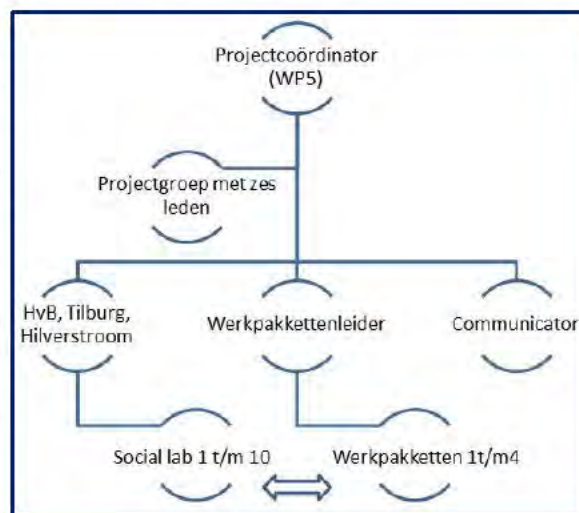 Projectcoördinator
(WP5)
Projectgroep met zes
leden
HvB, Tilburg,
Hilverstroom
Werkpakkettenleider
Communicator
Social lab 1 t/m 10
Werkpakketten 1t/m4